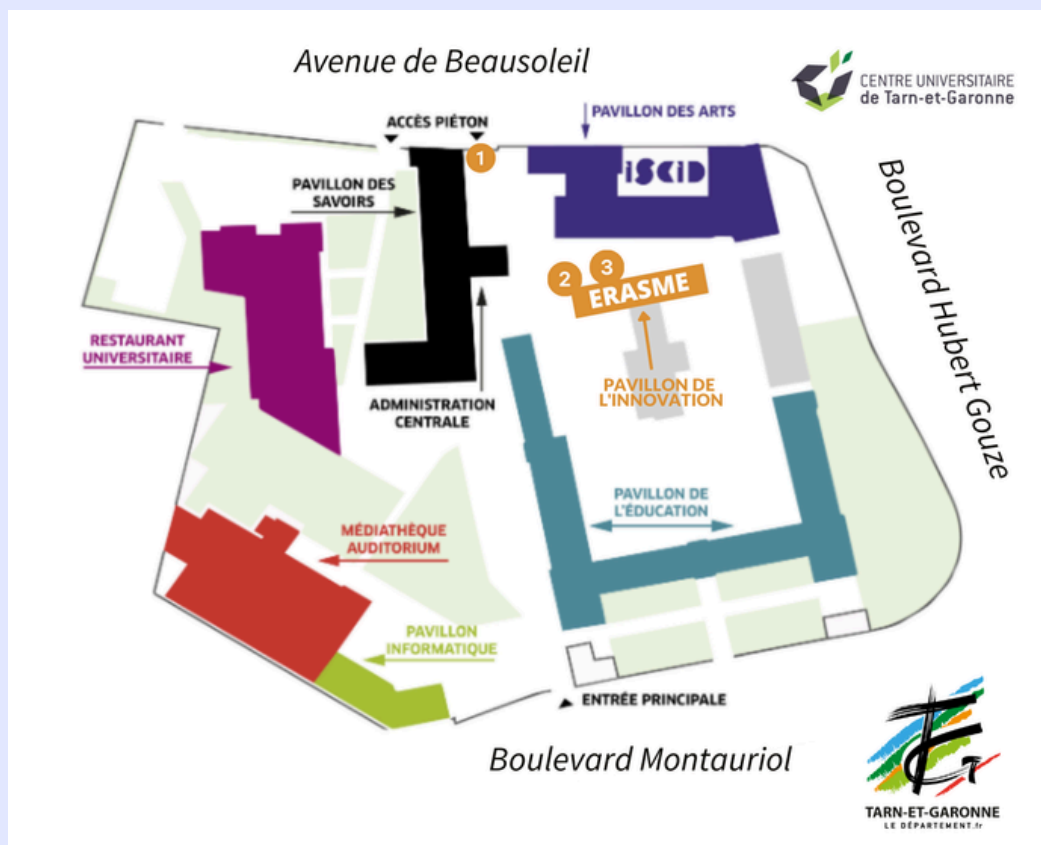 Avenue de Beausoleil
CENTRE UNIVERSITAIRE
de Tarn-et-Garonne
PAVILLON DES ARTS
ACCÈS PIÉTON
1
iSCiD
PAVILLON DES
SAVOIRS
Boulevard Hubert Gouze
2
3
ERASME
RESTAURANT
UNIVERSITAIRE
PAVILLON DE
L'INNOVATION
ADMINISTRATION
CENTRALE
PAVILLON DE
L'ÉDUCATION
MÉDIATHÈQUE
AUDITORIUM
PAVILLON
INFORMATIQUE
ENTRÉE PRINCIPALE
Boulevard Montauriol
TARN-ET-GARONNE
LE DÉPARTEMENT.fr